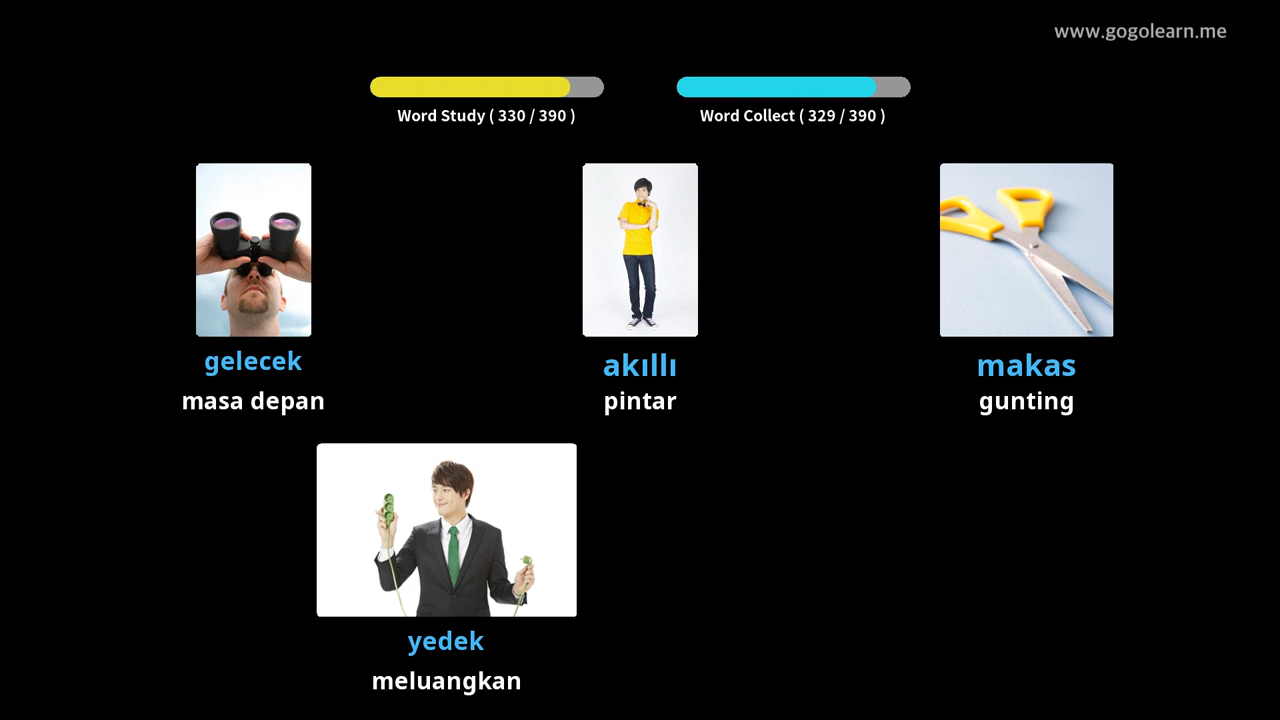 www.gogolearn.me
Word Study ( 330 / 390 )
Word Collect ( 329 / 390 )
gelecek
masa depan
akıllı
pintar
makas
gunting
yedek
meluangkan